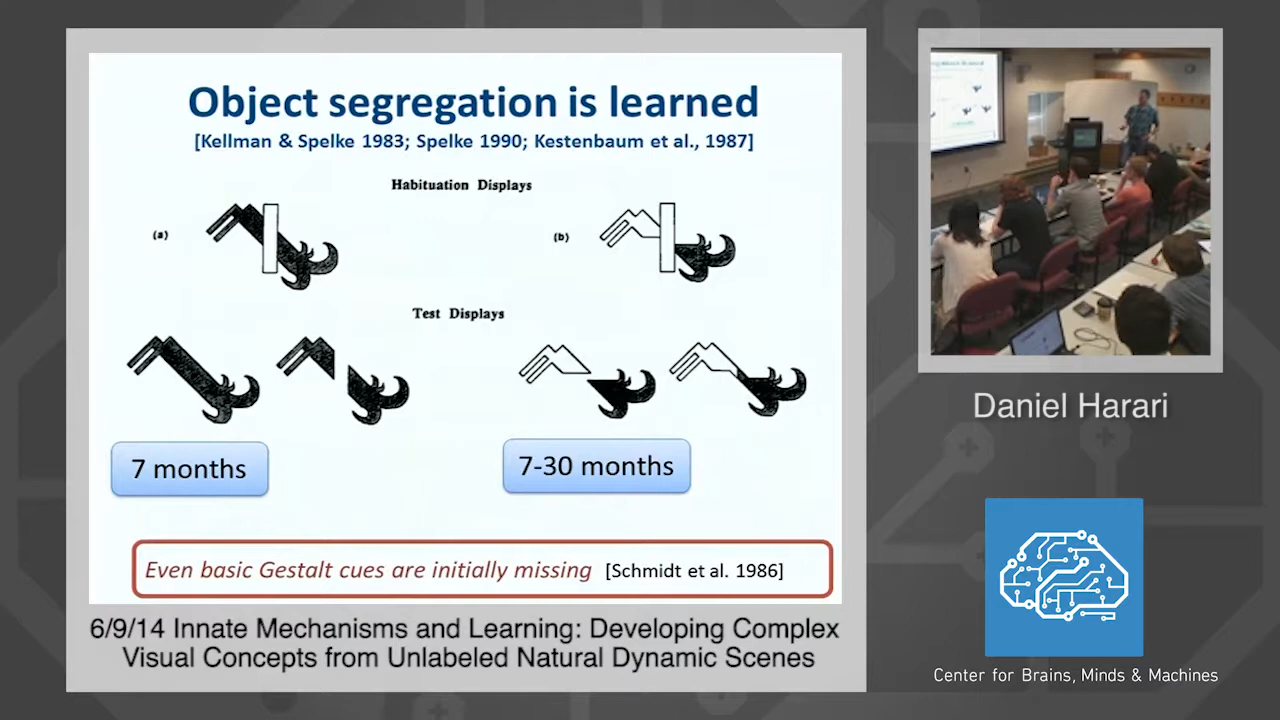 Object segregation is learned
[Kellman & Spelke 1983; Spelke 1990; Kestenbaum et al., 1987]
Habituation Displays
(a)
(b)
Test Displays
7 months
7-30 months
Even basic Gestalt cues are initially missing [Schmidt et al. 1986]
6/9/14 Innate Mechanisms and Learning: Developing Complex
Visual Concepts from Unlabeled Natural Dynamic Scenes
Daniel Harari
Center for Brains, Minds & Machines